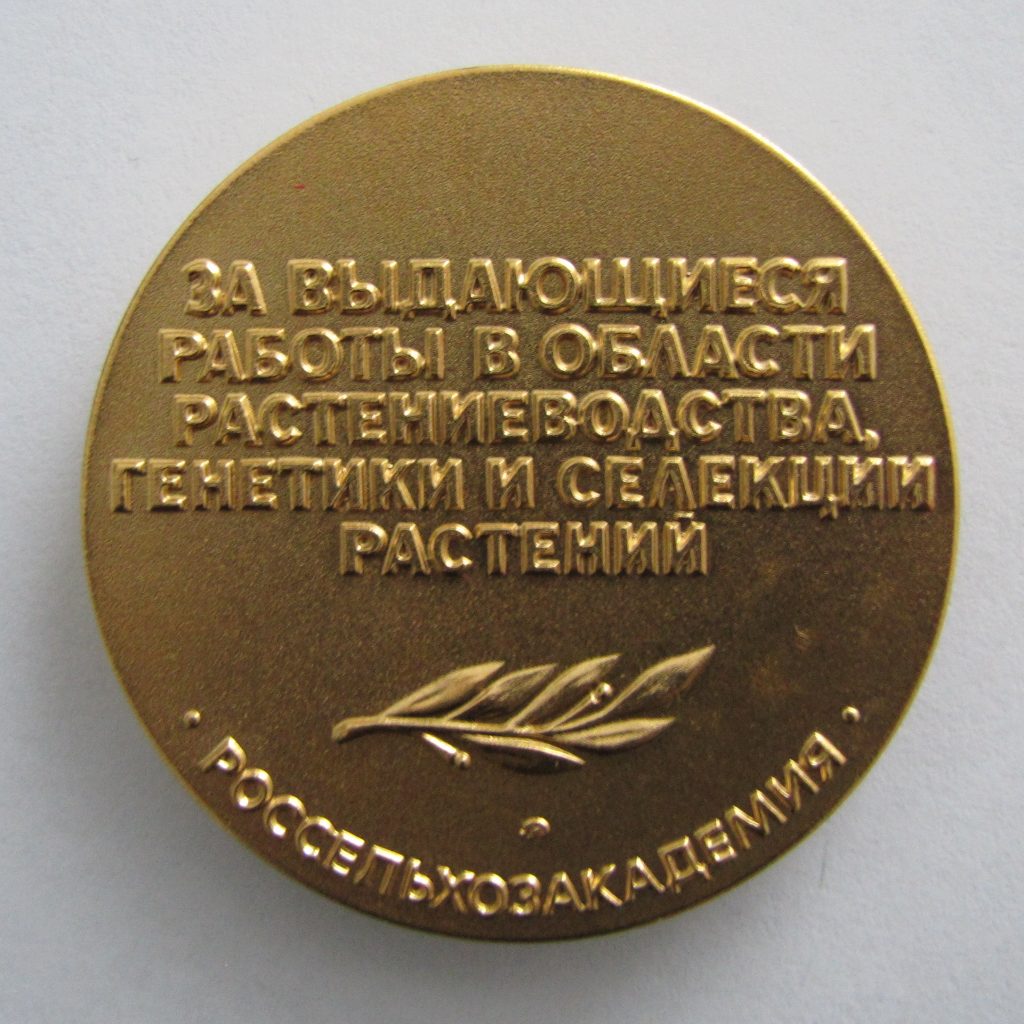 ЗА ВЫДАЮЩИЕСЯ
РАБОТЫ В ОБЛАСТИ
РАСТЕНИЕВОДСТВА,
ГЕНЕТИКИ И СЕЛЕКЦИИ
РАСТЕНИЙ
· РОССЕЛЬХОЗАКАДЕМИЯ ·